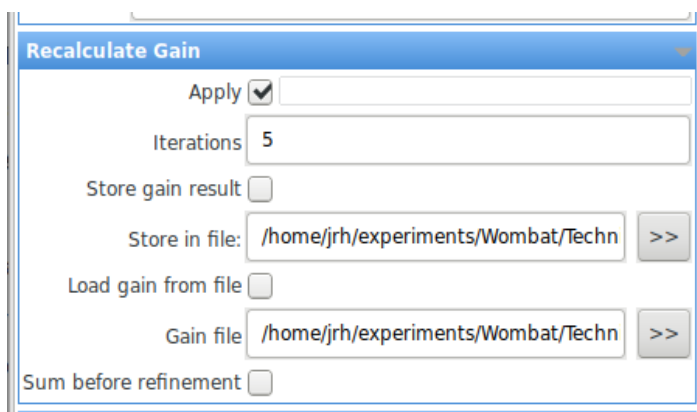 Recalculate Gain
Apply
Iterations 5
Store gain result
Store in file: /home/jrh/experiments/Wombat/Techn >>
Load gain from file
Gain file /home/jrh/experiments/Wombat/Techn >>
Sum before refinement